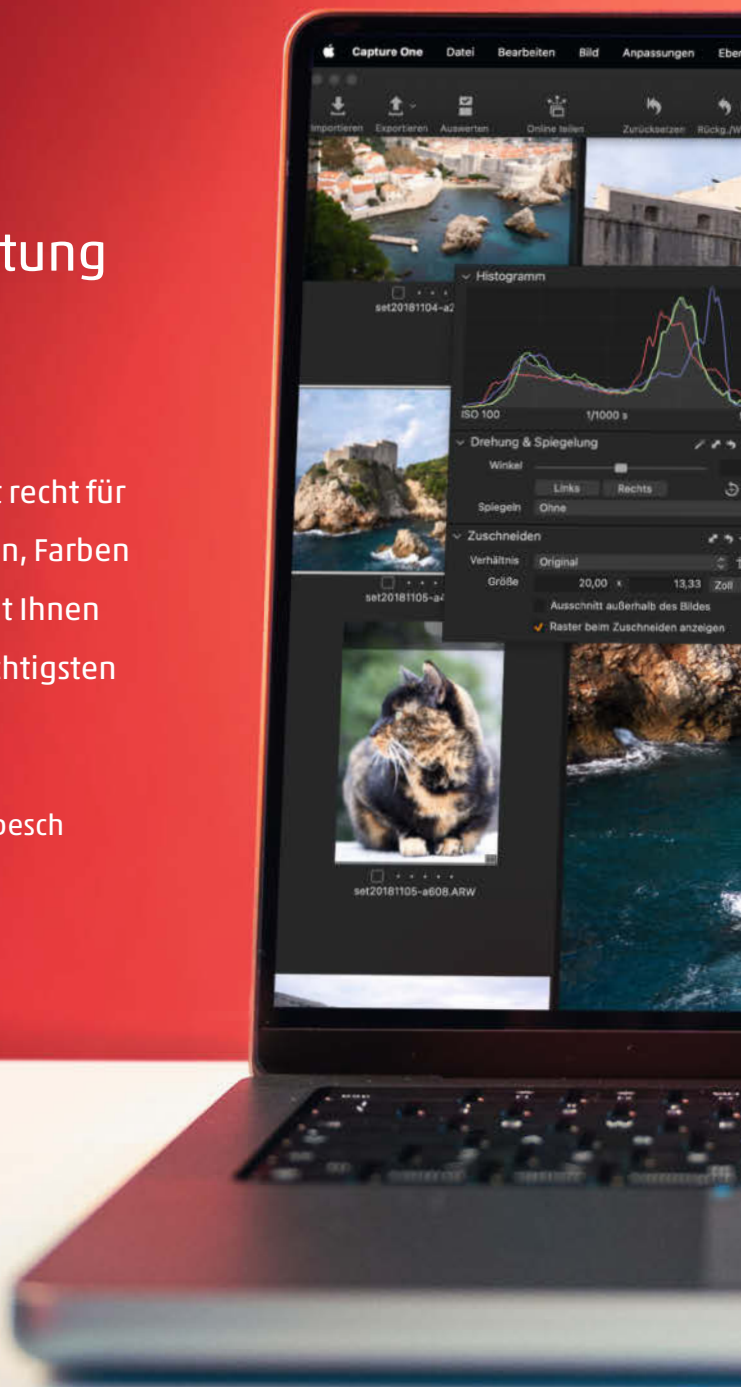 tung
recht für
n, Farben
t Ihnen
htigsten
besch
Capture One Datei Bearbeiten Bild Anpassungen Eber
Importieren Exportieren Auswerten Online teilen Zurücksetzen Rückg./W
set20181104-a2
Histogramm
ISO 100 1/1000 s
Drehung & Spiegelung
Winkel
Links Rechts
Spiegeln Ohne
Zuschneiden
Verhältnis Original
Größe 20,00 x 13,33 Zoll
Ausschnitt außerhalb des Bildes
Raster beim Zuschneiden anzeigen
set20181105-a4
set20181105-a608.ARW